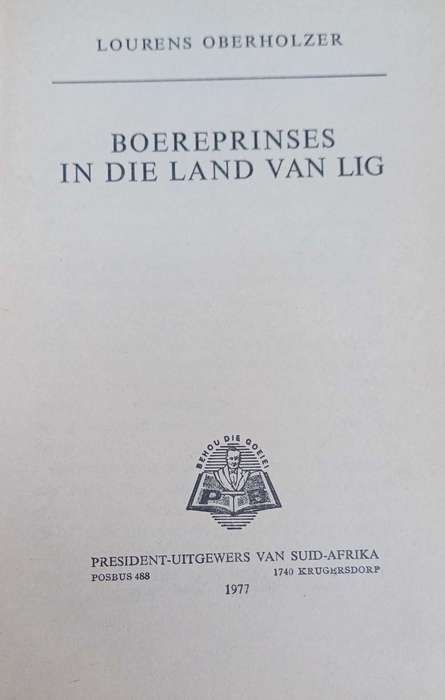 LOURENS OBERHOLZER
BOEREPRINSES
IN DIE LAND VAN LIG
BEHOU DIE GOEIE!
P B
PRESIDENT-UITGEWERS VAN SUID-AFRIKA
POSBUS 488 1740 KRUGERSDORP
1977